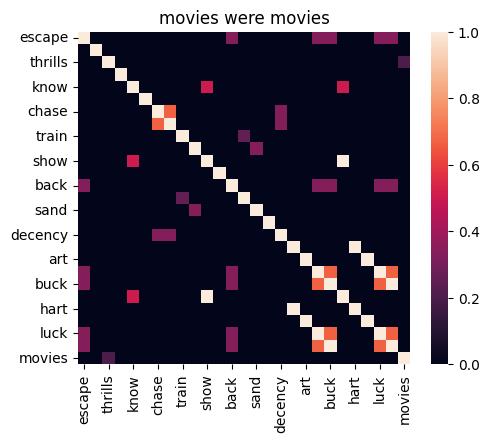 movies were movies
escape
thrills
know
chase
train
show
back
sand
decency
art
buck
hart
luck
movies
1.0
0.8
0.6
0.4
0.2
0.0
escape
thrills
know
chase
train
show
back
sand
decency
art
buck
hart
luck
movies